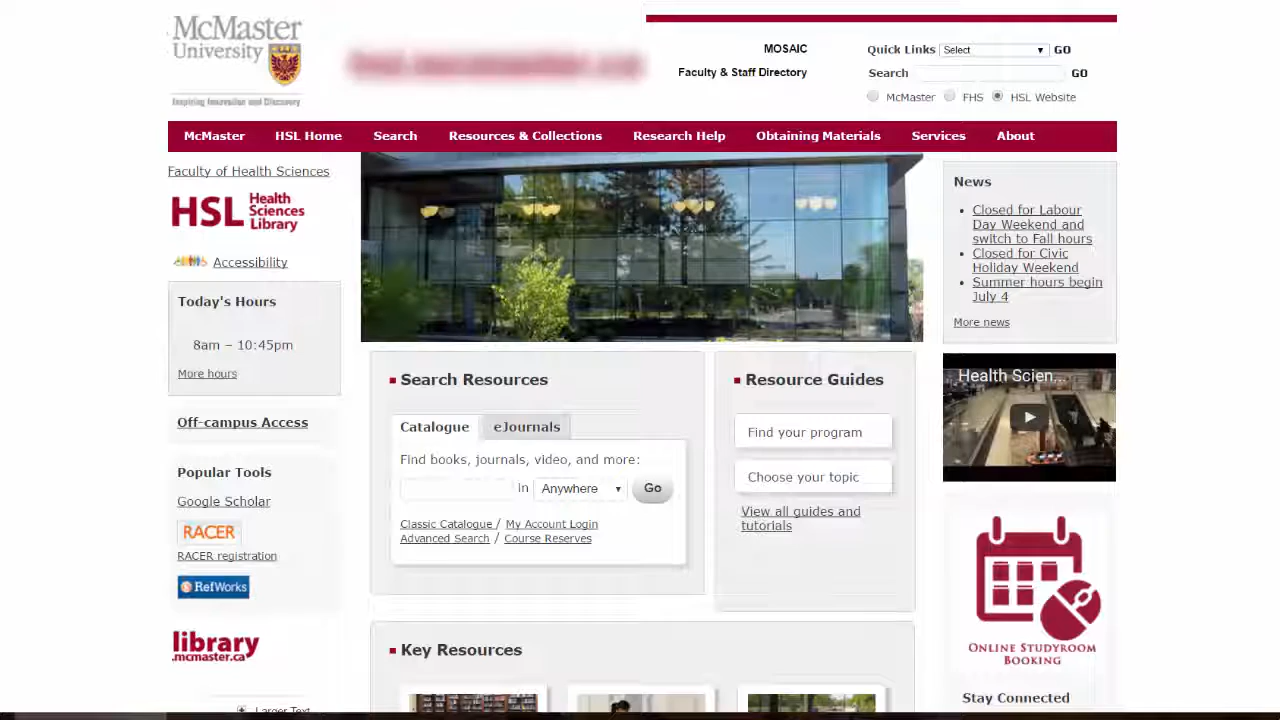 McMaster
University
Inspiring Innovation and Discovery
MOSAIC
Faculty & Staff Directory
Quick Links Select GO
Search GO
McMaster FHS HSL Website
McMaster HSL Home Search Resources & Collections Research Help Obtaining Materials Services About
Faculty of Health Sciences
HSL Health
Sciences
Library
Accessibility
Today's Hours
8am – 10:45pm
More hours
Off-campus Access
Popular Tools
Google Scholar
RACER
RACER registration
RefWorks
library
.mcmaster.ca
Larger Text
Search Resources
Catalogue eJournals
Find books, journals, video, and more:
in Anywhere Go
Classic Catalogue / My Account Login
Advanced Search / Course Reserves
Resource Guides
Find your program
Choose your topic
View all guides and
tutorials
Key Resources
News
Closed for Labour
Day Weekend and
switch to Fall hours
Closed for Civic
Holiday Weekend
Summer hours begin
July 4
More news
Health Scien...
ONLINE STUDYROOM
BOOKING
Stay Connected